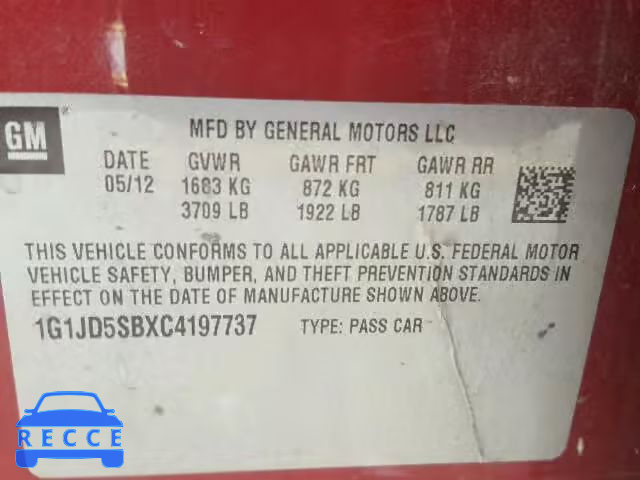 GM
MFD BY GENERAL MOTORS LLC
DATE GVWR GAWR FRT GAWR RR
05/12 1683 KG 872 KG 811 KG
3709 LB 1922 LB 1787 LB
THIS VEHICLE CONFORMS TO ALL APPLICABLE U.S. FEDERAL MOTOR
VEHICLE SAFETY, BUMPER, AND THEFT PREVENTION STANDARDS IN
EFFECT ON THE DATE OF MANUFACTURE SHOWN ABOVE.
1G1JD5SBXC4197737 TYPE: PASS CAR
RECCE